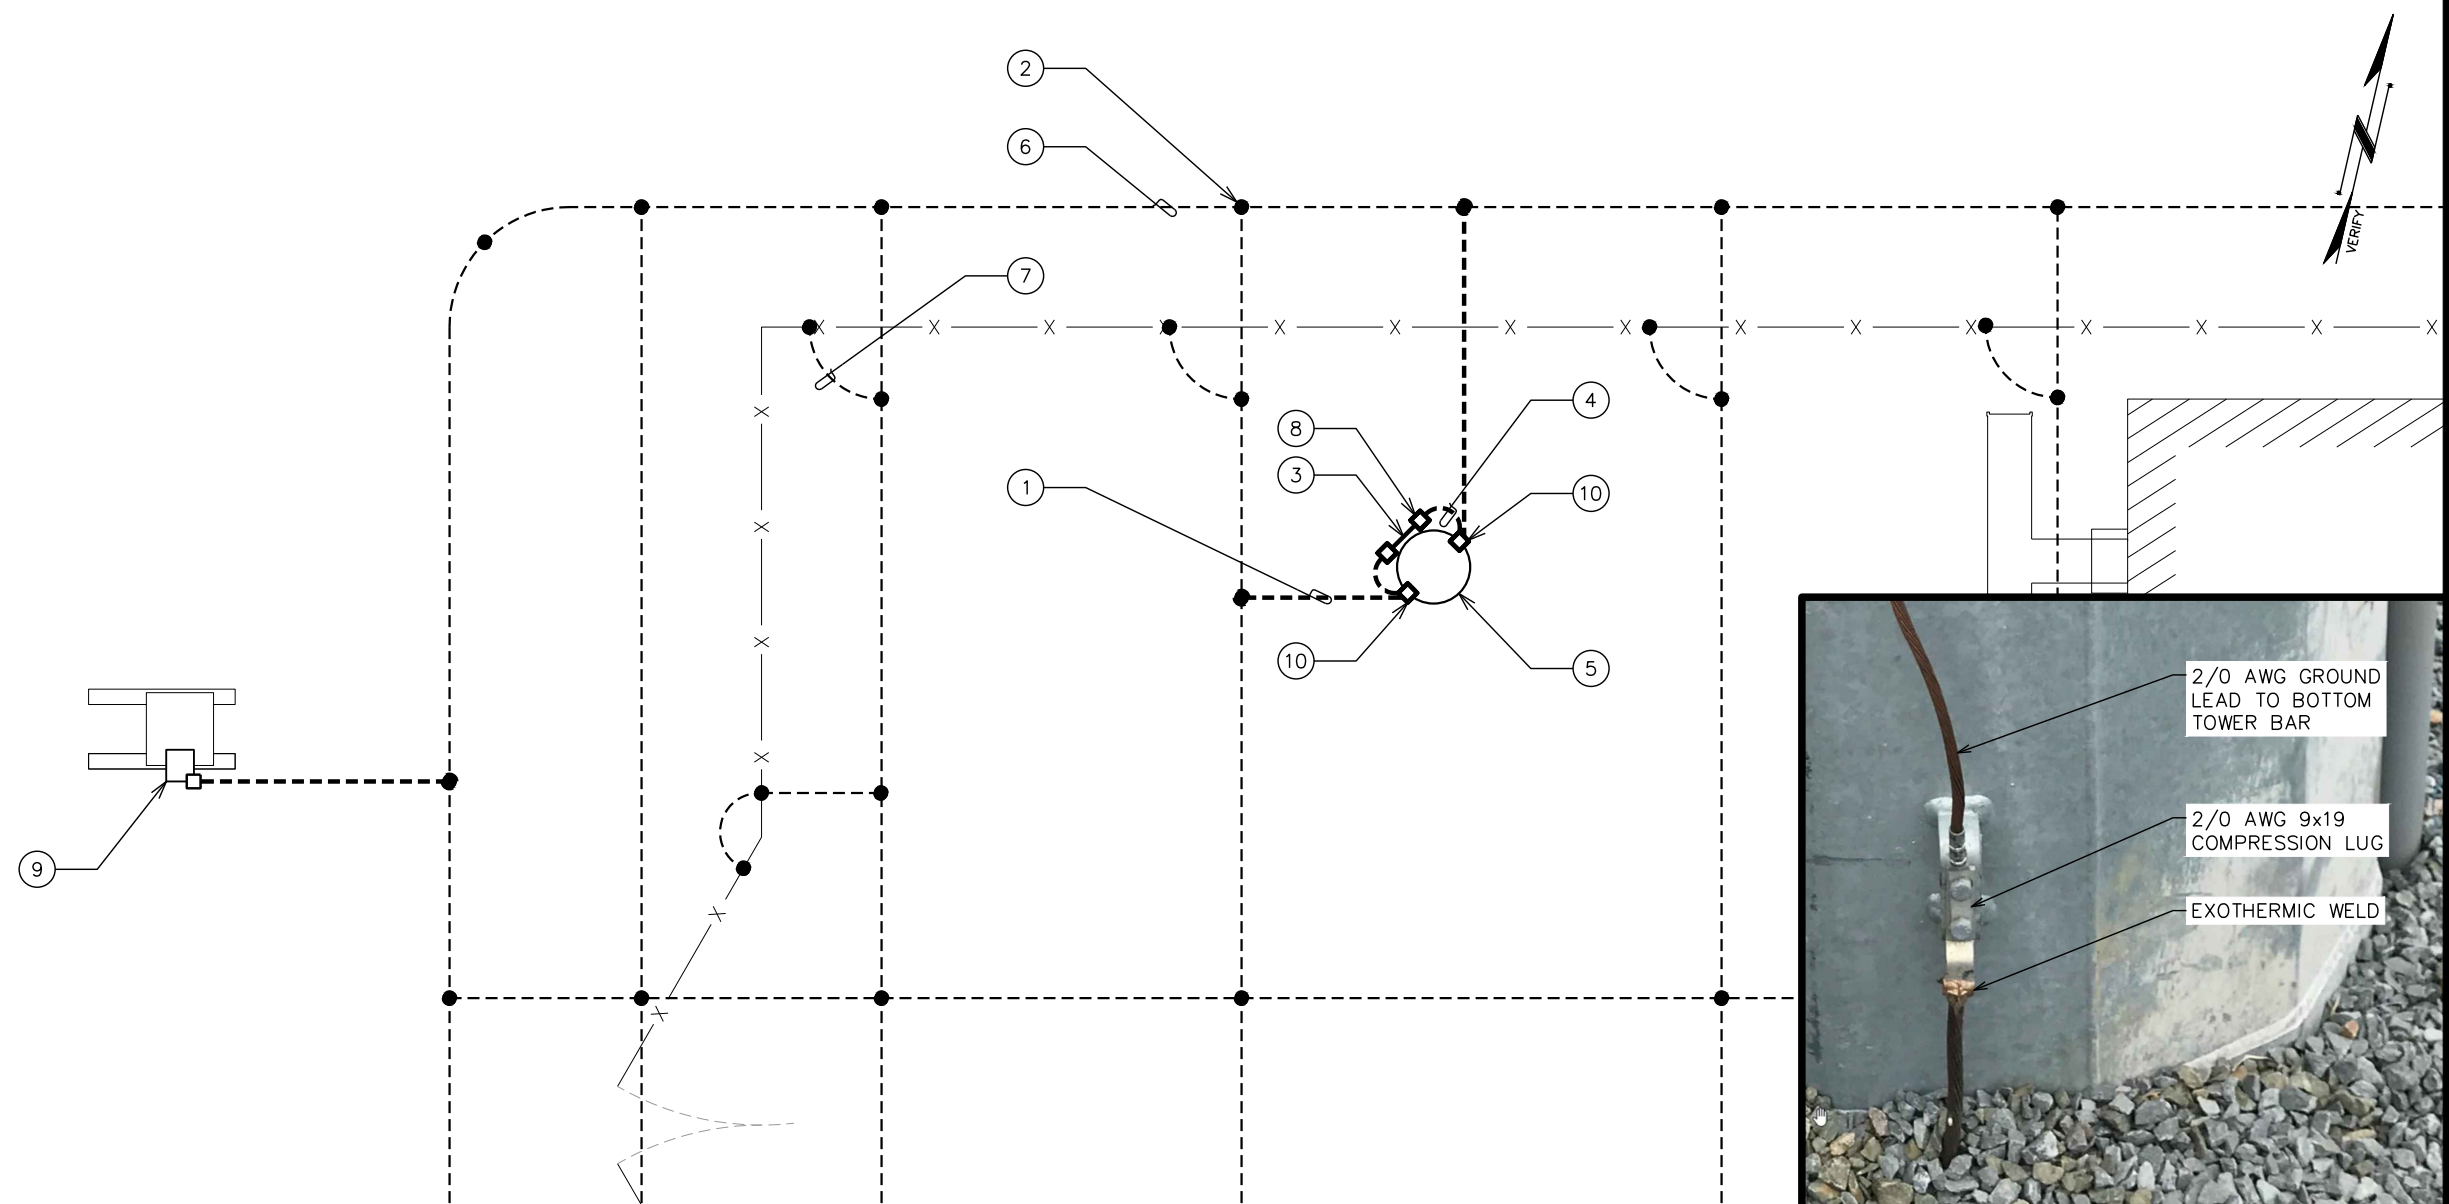 2
6
7
4
8
3
1
10
10
5
9
VERIFY
2/0 AWG GROUND
LEAD TO BOTTOM
TOWER BAR
2/0 AWG 9x19
COMPRESSION LUG
EXOTHERMIC WELD